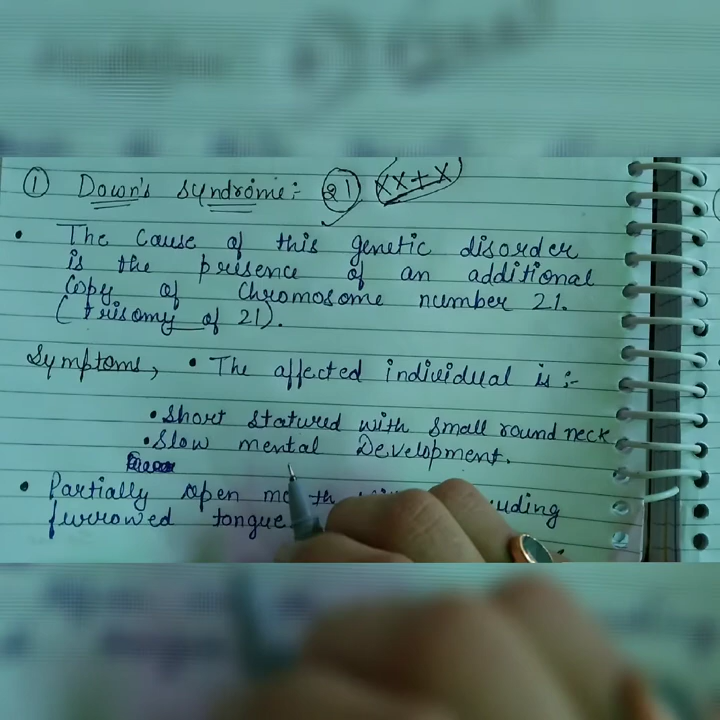 ① Down's syndrome:- 21 XX+X
• The cause of this genetic disorder
is the presence of an additional
copy of chromosome number 21.
(trisomy of 21).
Symptoms, • The affected individual is :-
• Short statured with small round neck
• Slow mental Development.
• Partially open uding
furrowed tongue